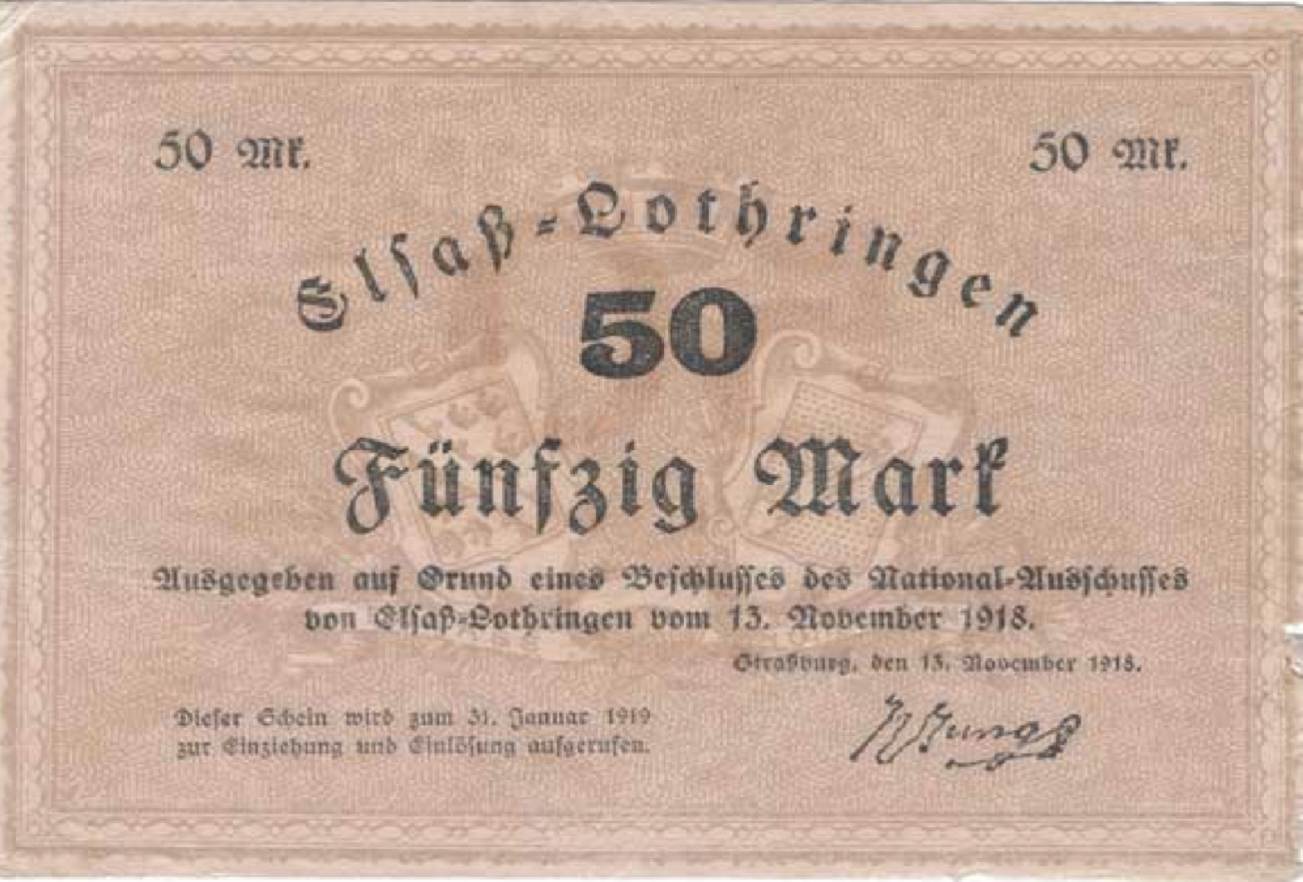 50 Mk.
50 Mk.
Elsaß-Lothringen
50
Fünfzig Mark
Ausgegeben auf Grund eines Beschlusses des National-Ausschusses
von Elsaß-Lothringen vom 13. November 1918.
Straßburg, den 13. November 1918.
Dieser Schein wird zum 31. Januar 1919
zur Einziehung und Einlösung aufgerufen.